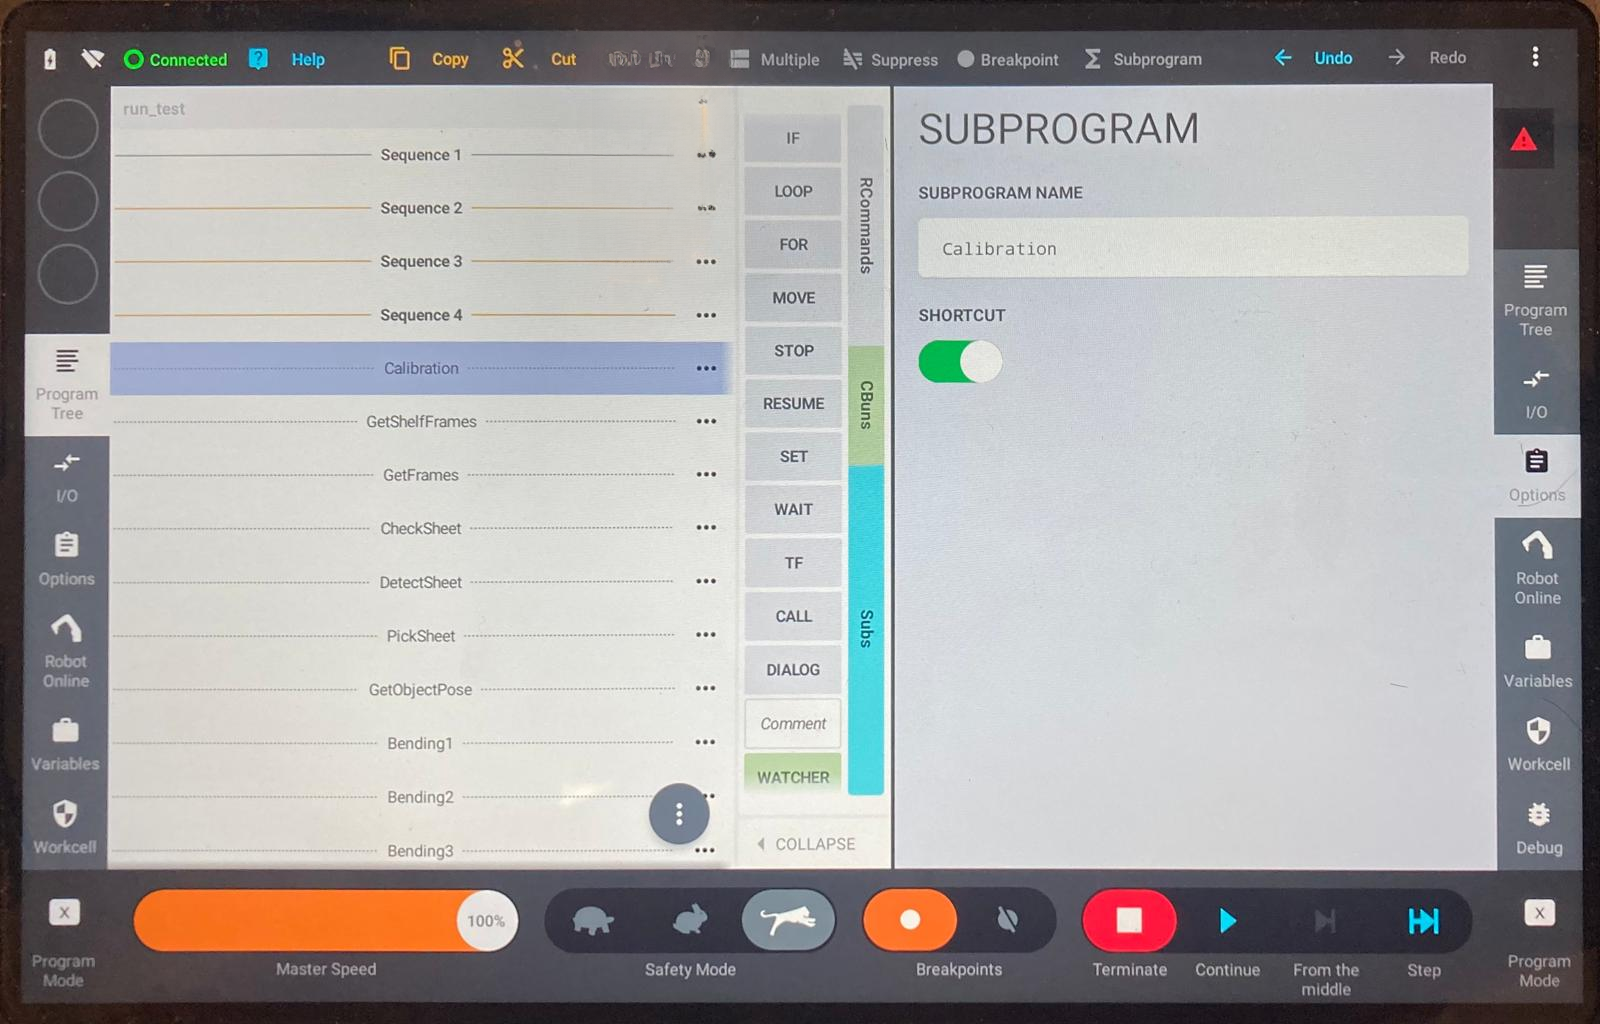 Connected
Help
Copy
Cut
Multiple
Suppress
Breakpoint
Subprogram
Undo
Redo
run_test
Sequence 1
Sequence 2
Sequence 3
Sequence 4
Calibration
GetShelfFrames
GetFrames
CheckSheet
DetectSheet
PickSheet
GetObjectPose
Bending1
Bending2
Bending3
Program
Tree
I/O
Options
Robot
Online
Variables
Workcell
IF
LOOP
FOR
MOVE
STOP
RESUME
SET
WAIT
TF
CALL
DIALOG
Comment
WATCHER
COLLAPSE
RCommands
CBuns
Subs
SUBPROGRAM
SUBPROGRAM NAME
Calibration
SHORTCUT
Program
Tree
I/O
Options
Robot
Online
Variables
Workcell
Debug
X
Program
Mode
100%
Master Speed
Safety Mode
Breakpoints
Terminate
Continue
From the
middle
Step
X
Program
Mode